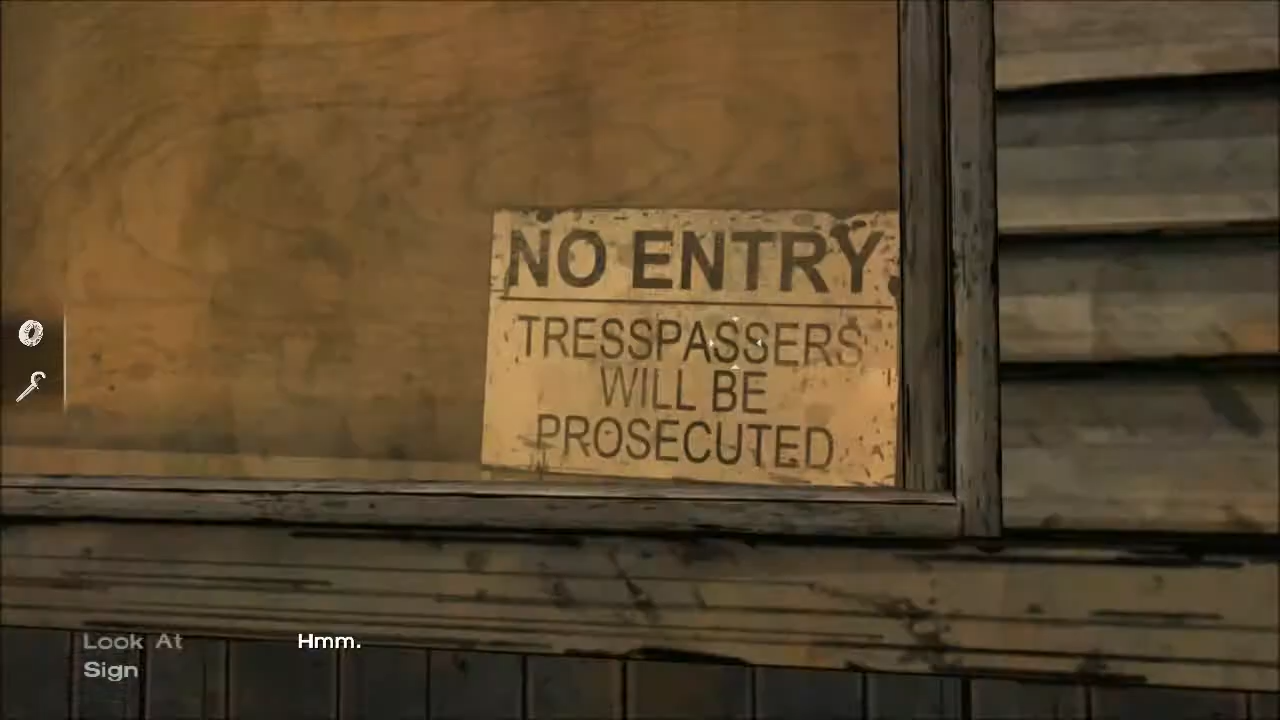 NO ENTRY.
TRESSPASSERS
WILL BE
PROSECUTED
Look At
Sign
Hmm.